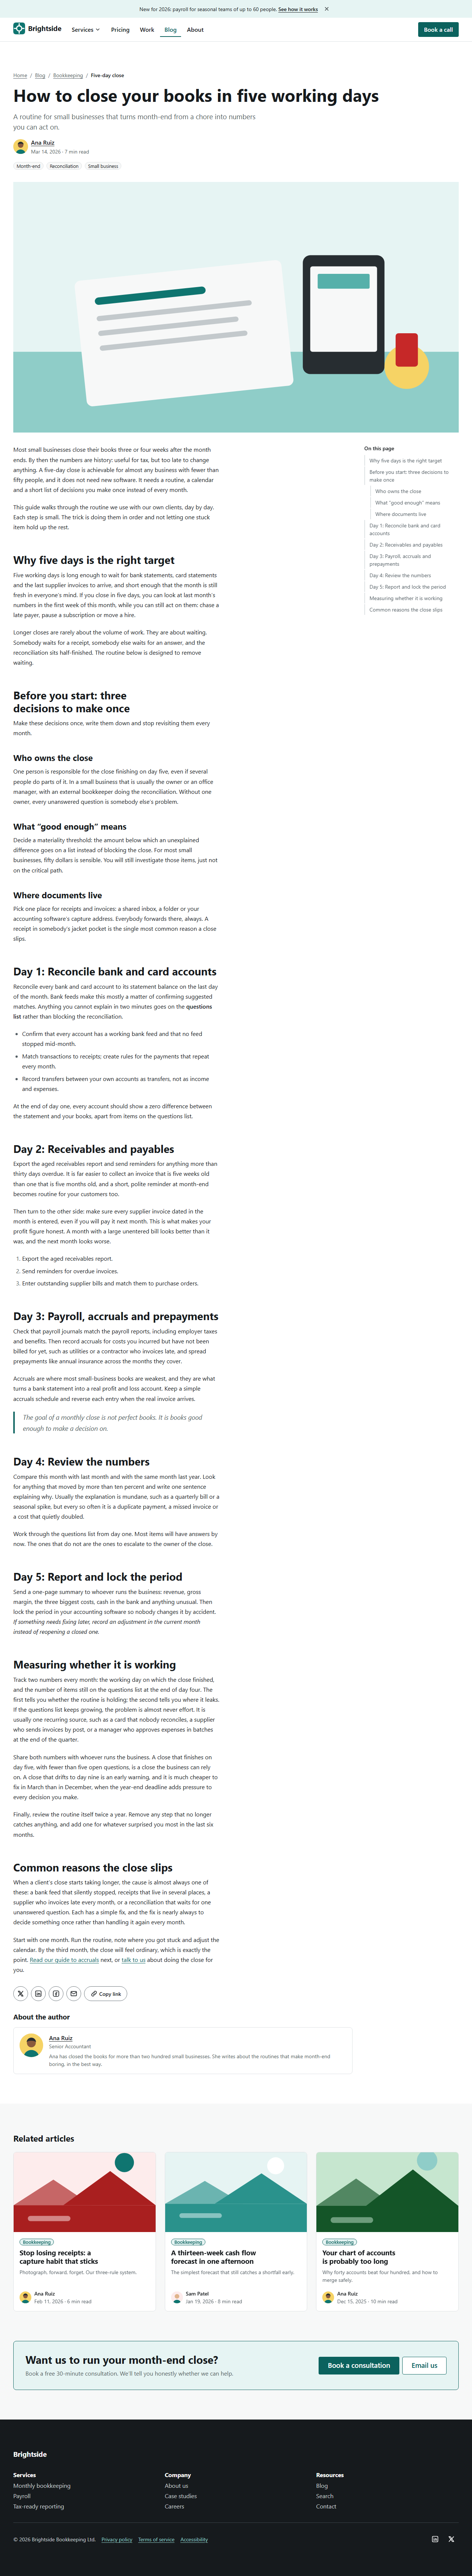 New for 2026: payroll for seasonal teams of up to 60 people. See how it works ×
Brightside Services Pricing Work Blog About Book a call
Home / Blog / Bookkeeping / Five-day close
How to close your books in five working days
A routine for small businesses that turns month-end from a chore into numbers
you can act on.
Ana Ruiz
Mar 14, 2026 · 7 min read
Month-end Reconciliation Small business
Most small businesses close their books three or four weeks after the month
ends. By then the numbers are history: useful for tax, but too late to change
anything. A five-day close is achievable for almost any business with fewer than
fifty people, and it does not need new software. It needs a routine, a calendar
and a short list of decisions you make once instead of every month.
This guide walks through the routine we use with our own clients, day by day.
Each step is small. The trick is doing them in order and not letting one stuck
item hold up the rest.
On this page
Why five days is the right target
Before you start: three decisions to
make once
Who owns the close
What “good enough” means
Where documents live
Day 1: Reconcile bank and card
accounts
Day 2: Receivables and payables
Day 3: Payroll, accruals and
prepayments
Day 4: Review the numbers
Day 5: Report and lock the period
Measuring whether it is working
Common reasons the close slips
Why five days is the right target
Five working days is long enough to wait for bank statements, card statements
and the last supplier invoices to arrive, and short enough that the month is still
fresh in everyone’s mind. If you close in five days, you can look at last month’s
numbers in the first week of this month, while you can still act on them: chase a
late payer, pause a subscription or move a hire.
Longer closes are rarely about the volume of work. They are about waiting.
Somebody waits for a receipt, somebody else waits for an answer, and the
reconciliation sits half-finished. The routine below is designed to remove
waiting.
Before you start: three
decisions to make once
Make these decisions once, write them down and stop revisiting them every
month.
Who owns the close
One person is responsible for the close finishing on day five, even if several
people do parts of it. In a small business that is usually the owner or an office
manager, with an external bookkeeper doing the reconciliation. Without one
owner, every unanswered question is somebody else’s problem.
What “good enough” means
Decide a materiality threshold: the amount below which an unexplained
difference goes on a list instead of blocking the close. For most small
businesses, fifty dollars is sensible. You will still investigate those items, just not
on the critical path.
Where documents live
Pick one place for receipts and invoices: a shared inbox, a folder or your
accounting software’s capture address. Everybody forwards there, always. A
receipt in somebody’s jacket pocket is the single most common reason a close
slips.
Day 1: Reconcile bank and card accounts
Reconcile every bank and card account to its statement balance on the last day
of the month. Bank feeds make this mostly a matter of confirming suggested
matches. Anything you cannot explain in two minutes goes on the questions
list rather than blocking the reconciliation.
• Confirm that every account has a working bank feed and that no feed
stopped mid-month.
• Match transactions to receipts; create rules for the payments that repeat
every month.
• Record transfers between your own accounts as transfers, not as income
and expenses.
At the end of day one, every account should show a zero difference between
the statement and your books, apart from items on the questions list.
Day 2: Receivables and payables
Export the aged receivables report and send reminders for anything more than
thirty days overdue. It is far easier to collect an invoice that is five weeks old
than one that is five months old, and a short, polite reminder at month-end
becomes routine for your customers too.
Then turn to the other side: make sure every supplier invoice dated in the
month is entered, even if you will pay it next month. This is what makes your
profit figure honest. A month with a large unentered bill looks better than it
was, and the next month looks worse.
1. Export the aged receivables report.
2. Send reminders for overdue invoices.
3. Enter outstanding supplier bills and match them to purchase orders.
Day 3: Payroll, accruals and prepayments
Check that payroll journals match the payroll reports, including employer taxes
and benefits. Then record accruals for costs you incurred but have not been
billed for yet, such as utilities or a contractor who invoices late, and spread
prepayments like annual insurance across the months they cover.
Accruals are where most small-business books are weakest, and they are what
turns a bank statement into a real profit and loss account. Keep a simple
accruals schedule and reverse each entry when the real invoice arrives.
The goal of a monthly close is not perfect books. It is books good
enough to make a decision on.
Day 4: Review the numbers
Compare this month with last month and with the same month last year. Look
for anything that moved by more than ten percent and write one sentence
explaining why. Usually the explanation is mundane, such as a quarterly bill or a
seasonal spike, but every so often it is a duplicate payment, a missed invoice or
a cost that quietly doubled.
Work through the questions list from day one. Most items will have answers by
now. The ones that do not are the ones to escalate to the owner of the close.
Day 5: Report and lock the period
Send a one-page summary to whoever runs the business: revenue, gross
margin, the three biggest costs, cash in the bank and anything unusual. Then
lock the period in your accounting software so nobody changes it by accident.
If something needs fixing later, record an adjustment in the current month
instead of reopening a closed one.
Measuring whether it is working
Track two numbers every month: the working day on which the close finished,
and the number of items still on the questions list at the end of day four. The
first tells you whether the routine is holding; the second tells you where it leaks.
If the questions list keeps growing, the problem is almost never effort. It is
usually one recurring source, such as a card that nobody reconciles, a supplier
who sends invoices by post, or a manager who approves expenses in batches
at the end of the quarter.
Share both numbers with whoever runs the business. A close that finishes on
day five, with fewer than five open questions, is a close the business can rely
on. A close that drifts to day nine is an early warning, and it is much cheaper to
fix in March than in December, when the year-end deadline adds pressure to
every decision you make.
Finally, review the routine itself twice a year. Remove any step that no longer
catches anything, and add one for whatever surprised you most in the last six
months.
Common reasons the close slips
When a client’s close starts taking longer, the cause is almost always one of
these: a bank feed that silently stopped, receipts that live in several places, a
supplier who invoices late every month, or a reconciliation that waits for one
unanswered question. Each has a simple fix, and the fix is nearly always to
decide something once rather than handling it again every month.
Start with one month. Run the routine, note where you got stuck and adjust the
calendar. By the third month, the close will feel ordinary, which is exactly the
point. Read our guide to accruals next, or talk to us about doing the close for
you.
Copy link
About the author
Ana Ruiz
Senior Accountant
Ana has closed the books for more than two hundred small businesses. She writes about the routines that make month-end
boring, in the best way.
Related articles
Bookkeeping
Stop losing receipts: a
capture habit that sticks
Photograph, forward, forget. Our three-rule system.
Ana Ruiz
Feb 11, 2026 · 6 min read
Bookkeeping
A thirteen-week cash flow
forecast in one afternoon
The simplest forecast that still catches a shortfall early.
Sam Patel
Jan 19, 2026 · 8 min read
Bookkeeping
Your chart of accounts
is probably too long
Why forty accounts beat four hundred, and how to
merge safely.
Ana Ruiz
Dec 15, 2025 · 10 min read
Want us to run your month-end close?
Book a free 30-minute consultation. We’ll tell you honestly whether we can help.
Book a consultation Email us
Brightside
Services
Monthly bookkeeping
Payroll
Tax-ready reporting
Company
About us
Case studies
Careers
Resources
Blog
Search
Contact
© 2026 Brightside Bookkeeping Ltd. Privacy policy Terms of service Accessibility